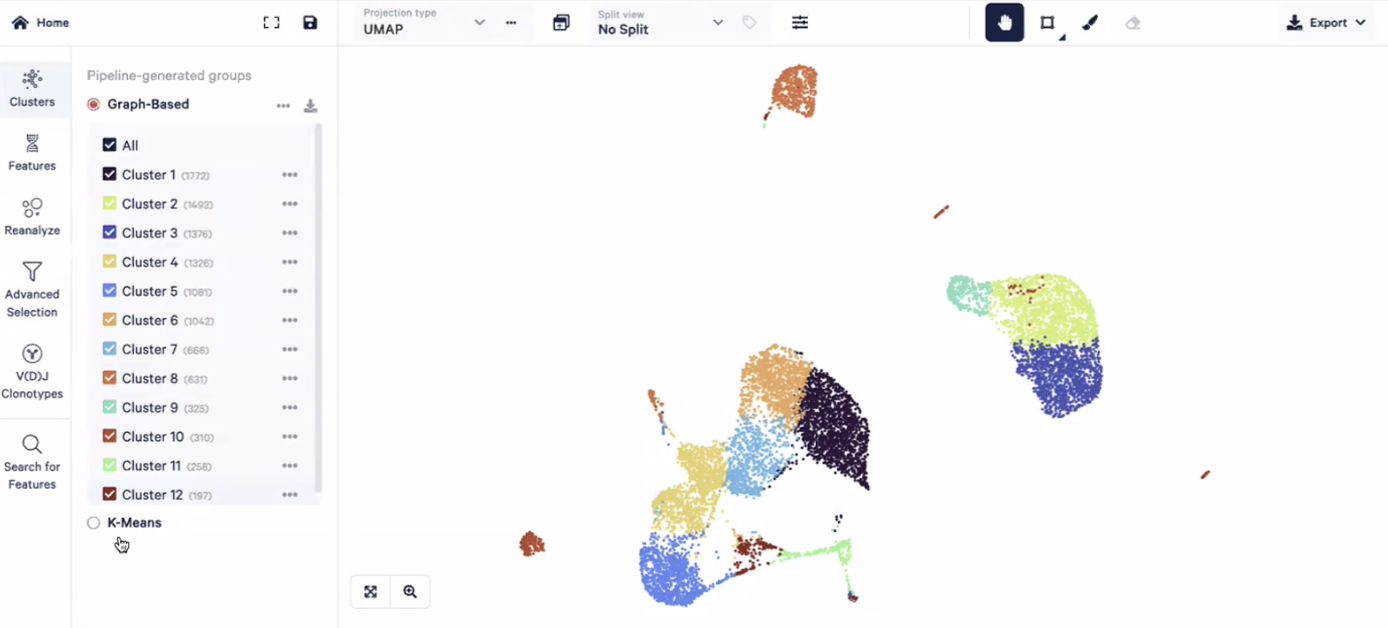 Home
Projection type
UMAP
Split view
No Split
Export
Clusters
Features
Reanalyze
Advanced
Selection
V(D)J
Clonotypes
Search for
Features
Pipeline-generated groups
Graph-Based
All
Cluster 1 (1772)
Cluster 2 (1493)
Cluster 3 (1376)
Cluster 4 (1326)
Cluster 5 (1081)
Cluster 6 (1042)
Cluster 7 (666)
Cluster 8 (631)
Cluster 9 (325)
Cluster 10 (310)
Cluster 11 (258)
Cluster 12 (197)
K-Means